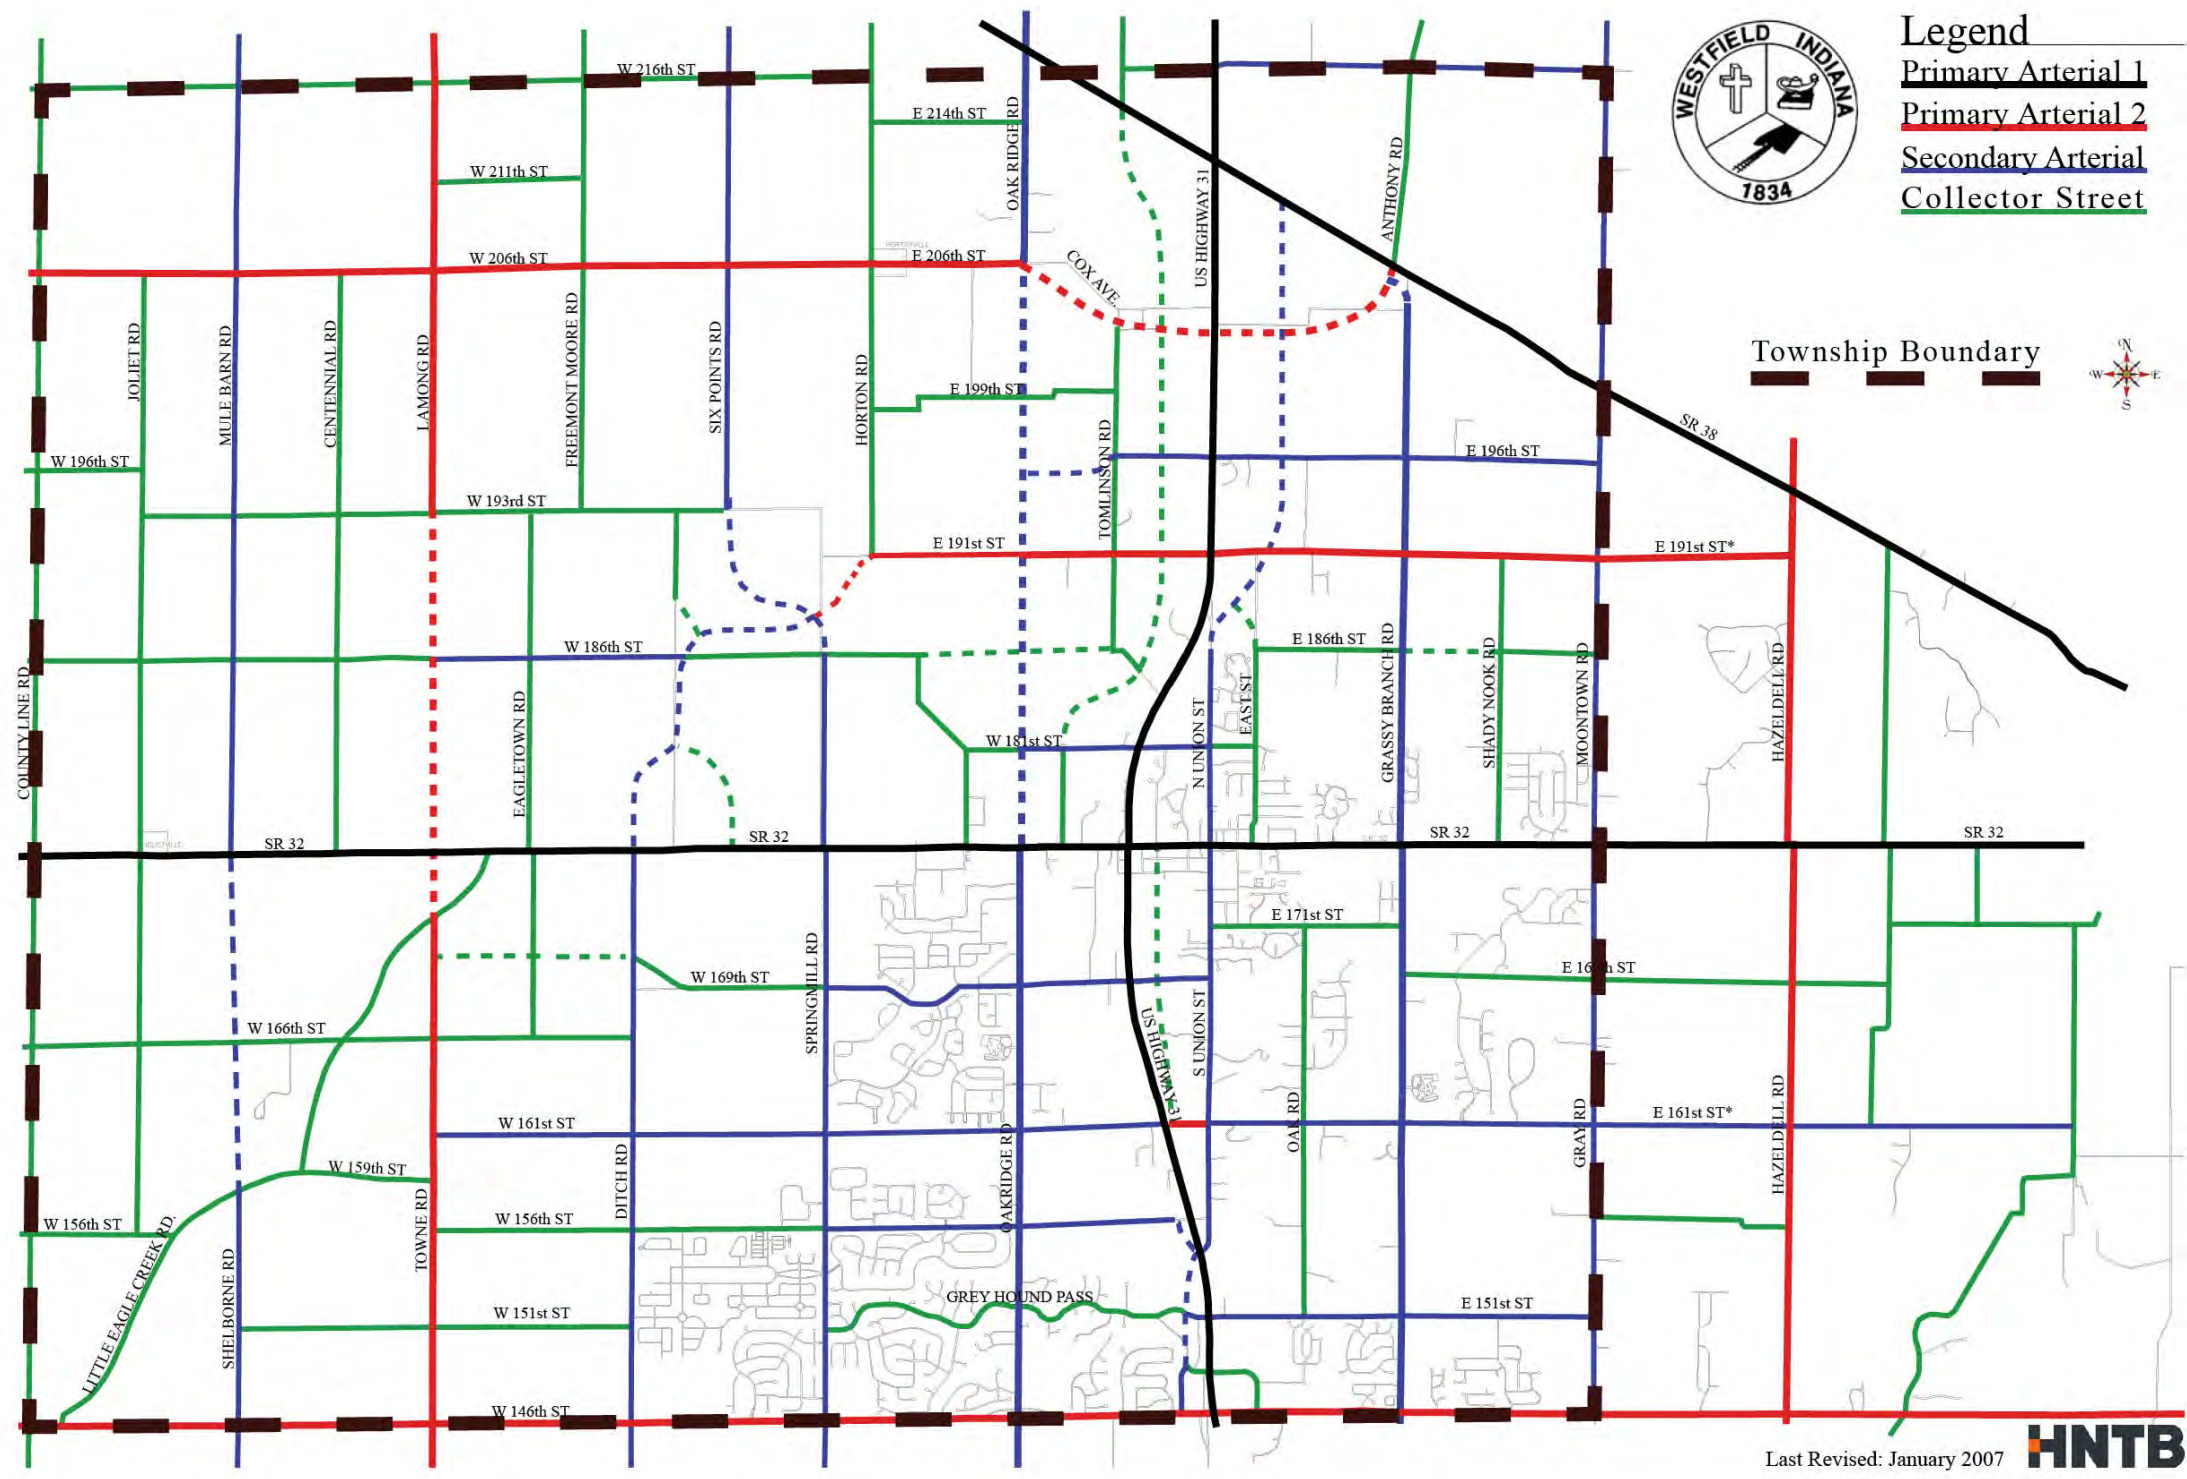 Legend
Primary Arterial 1
Primary Arterial 2
Secondary Arterial
Collector Street
WESTFIELD INDIANA
1834
Township Boundary
N
W E
S
W 216th ST
E 214th ST
OAK RIDGE RD
W 211th ST
US HIGHWAY 31
ANTHONY RD
HORTONVILLE
W 206th ST
E 206th ST
COX AVE.
JOLIET RD
MULE BARN RD
CENTENNIAL RD
LAMONG RD
FREEMONT MOORE RD
SIX POINTS RD
HORTON RD
E 199th ST
TOMLINSON RD
SR 38
W 196th ST
E 196th ST
W 193rd ST
E 191st ST
E 191st ST*
W 186th ST
E 186th ST
COUNTY LINE RD.
EAGLETOWN RD
W 181st ST
N UNION ST
EAST ST
GRASSY BRANCH RD
SHADY NOOK RD
MOONTOWN RD
HAZELDELL RD
SR 32
SR 32
SR 32
SR 32
E 171st ST
SPRINGMILL RD
W 169th ST
E 16 h ST
W 166th ST
US HIGHWAY 31
S UNION ST
W 161st ST
E 161st ST*
OAK RD
GRAY RD
HAZELDELL RD
W 159th ST
DITCH RD
OAKRIDGE RD
TOWNE RD
W 156th ST
W 156th ST
LITTLE EAGLE CREEK RD.
SHELBORNE RD
GREY HOUND PASS
W 151st ST
E 151st ST
W 146th ST
Last Revised: January 2007
HNTB